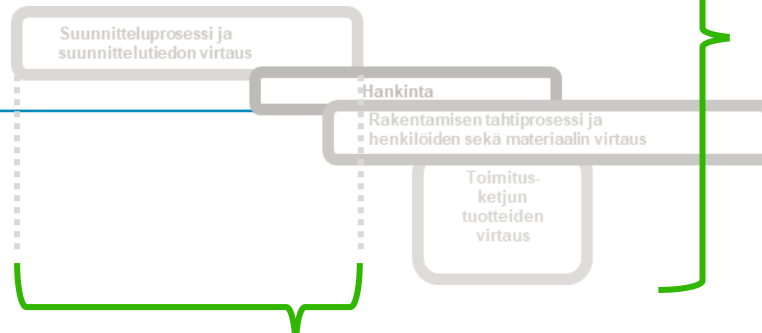 Suunnitteluprosessi ja
suunnittelutiedon virtaus
Hankinta
Rakentamisen tahtiprosessi ja
henkilöiden sekä materiaalin virtaus
Toimitus-
ketjun
tuotteiden
virtaus